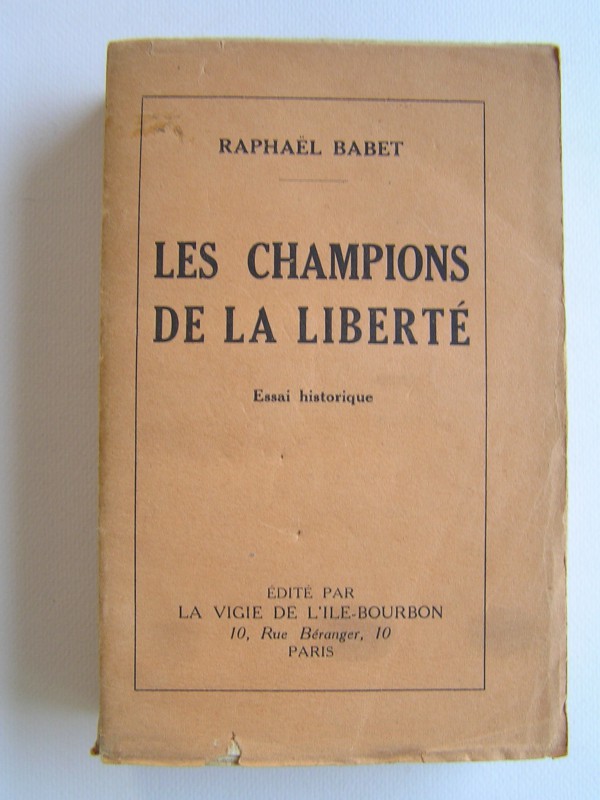 RAPHAËL BABET
LES CHAMPIONS
DE LA LIBERTÉ
Essai historique
ÉDITÉ PAR
LA VIGIE DE L'ILE-BOURBON
10, Rue Béranger, 10
PARIS